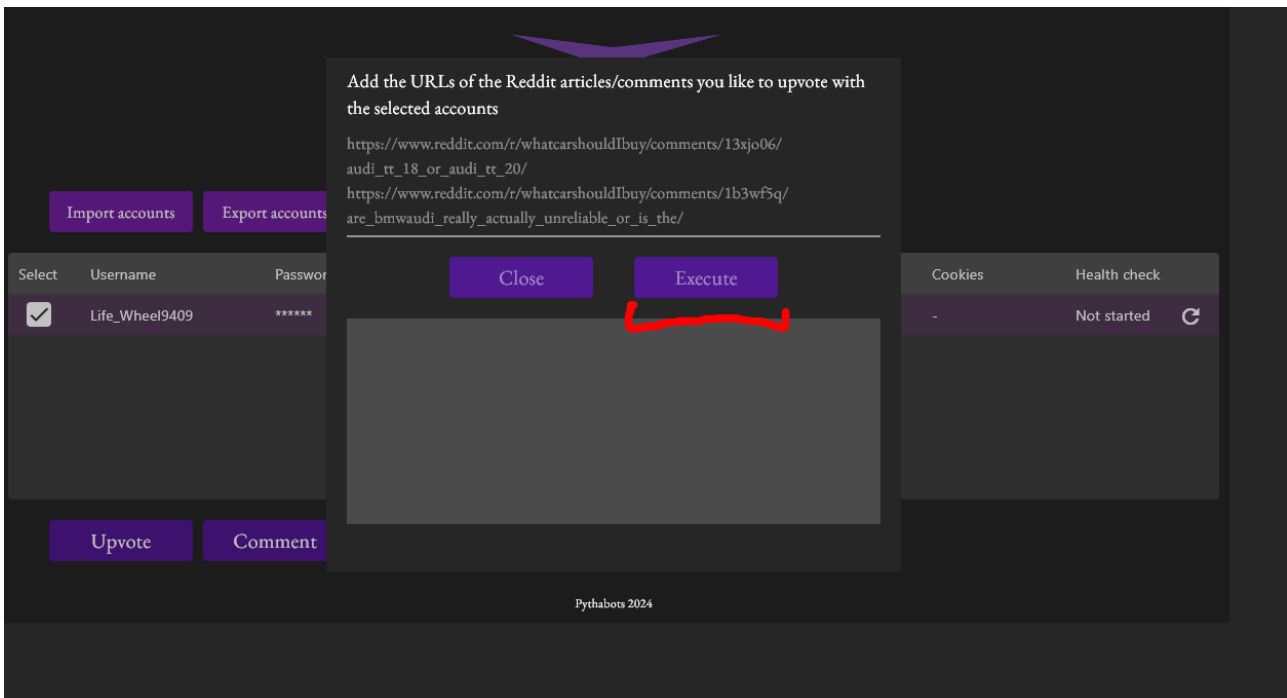 Add the URLs of the Reddit articles/comments you like to upvote with
the selected accounts
https://www.reddit.com/r/whatcarshouldIbuy/comments/13xjo06/
audi_tt_18_or_audi_tt_20/
https://www.reddit.com/r/whatcarshouldIbuy/comments/1b3wf5q/
are_bmwaudi_really_actually_unreliable_or_is_the/
Import accounts Export accounts
Close Execute
Select Username Passwor Cookies Health check
Life_Wheel9409 ****** - Not started
Upvote Comment
Pythabots 2024